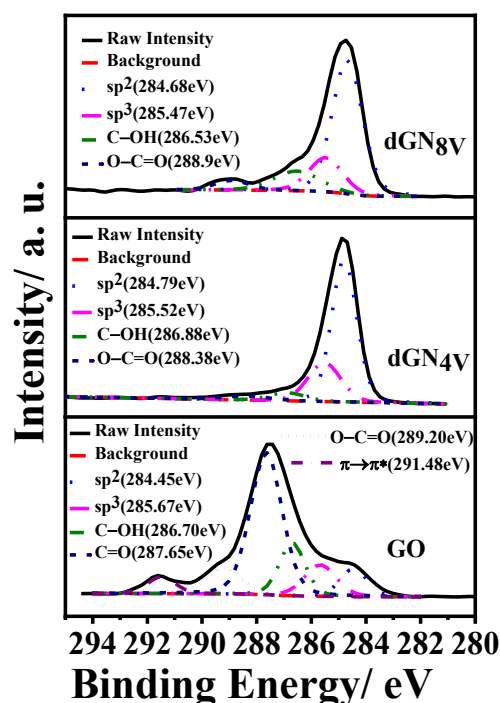 Raw Intensity
Background
sp2(284.68eV)
sp3(285.47eV)
C–OH(286.53eV)
O–C=O(288.9eV)
dGN8V
Raw Intensity
Background
sp2(284.79eV)
sp3(285.52eV)
C–OH(286.88eV)
O–C=O(288.38eV)
dGN4V
Raw Intensity
Background
sp2(284.45eV)
sp3(285.67eV)
C–OH(286.70eV)
C=O(287.65eV)
O–C=O(289.20eV)
π→π*(291.48eV)
GO
Intensity/ a. u.
294 292 290 288 286 284 282 280
Binding Energy/ eV